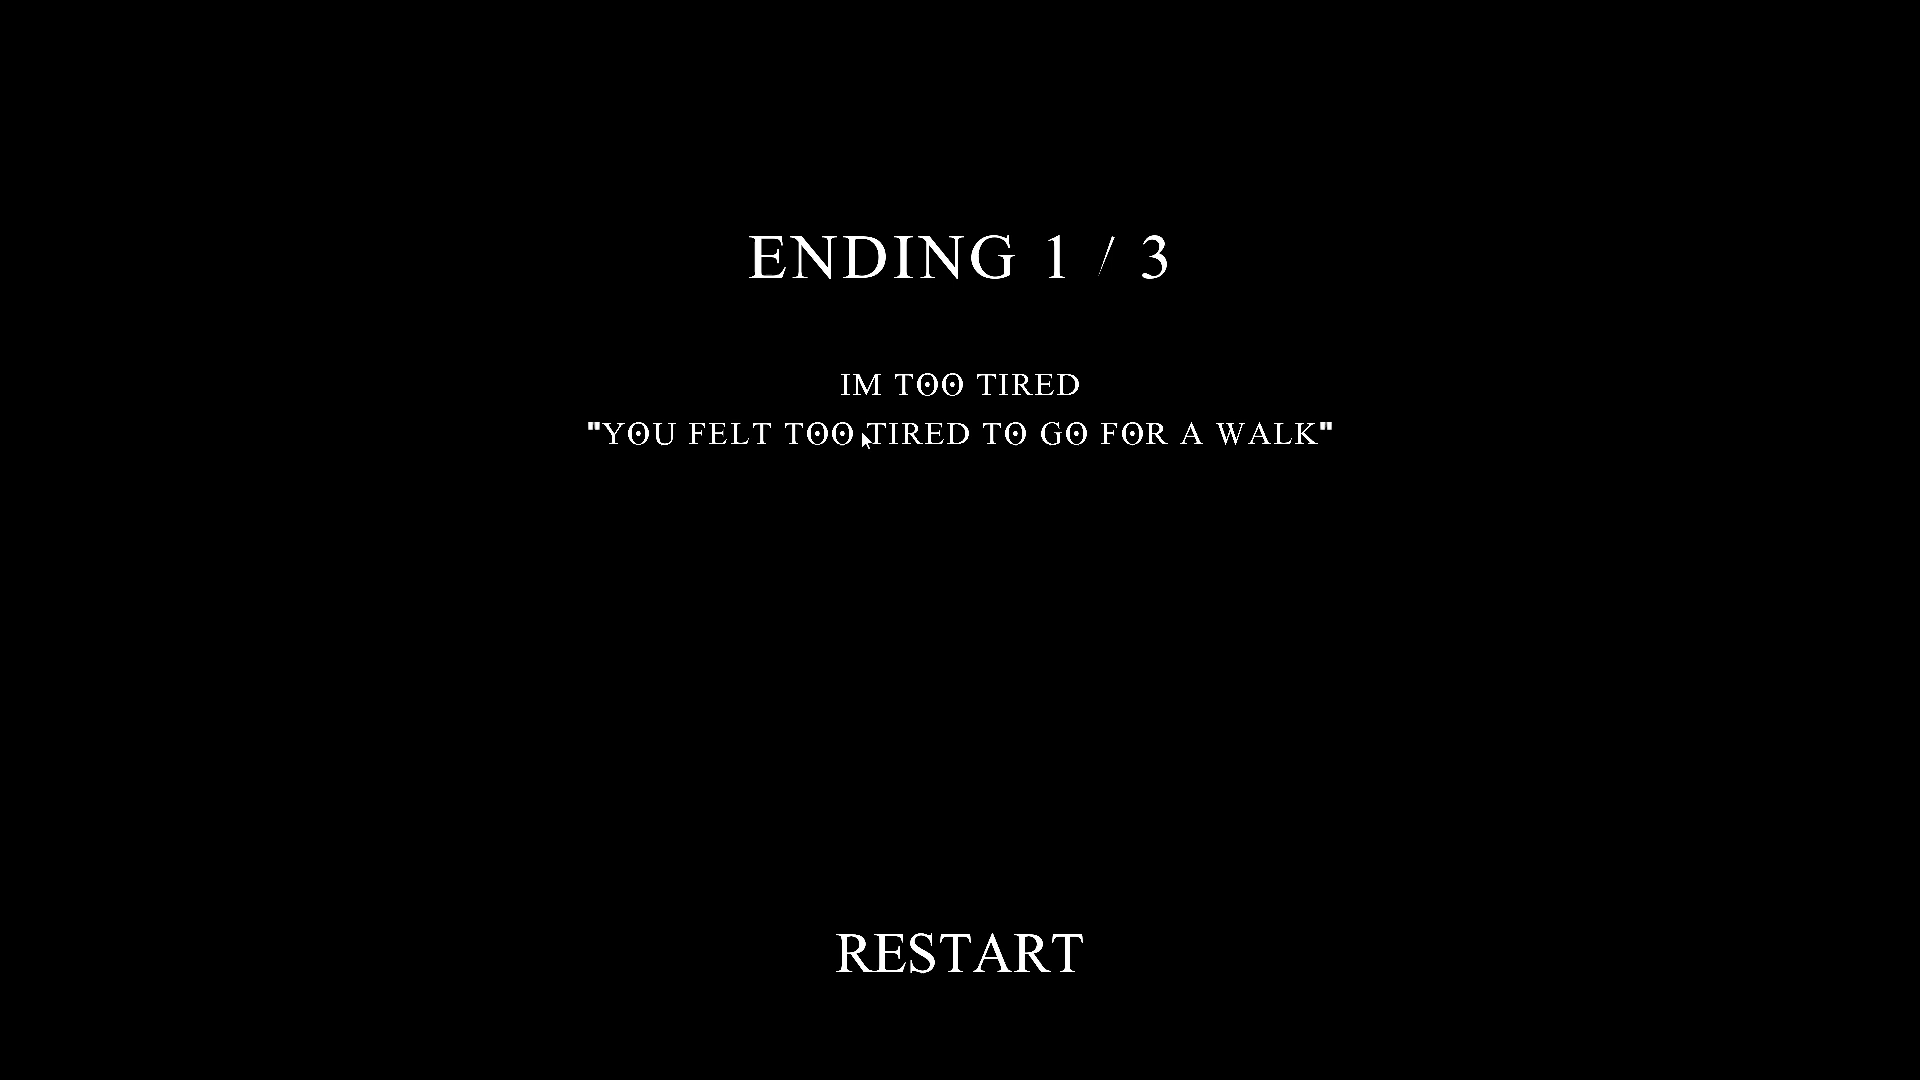 ENDING 1 / 3
IM TOO TIRED
"YOU FELT TOO TIRED TO GO FOR A WALK"
RESTART